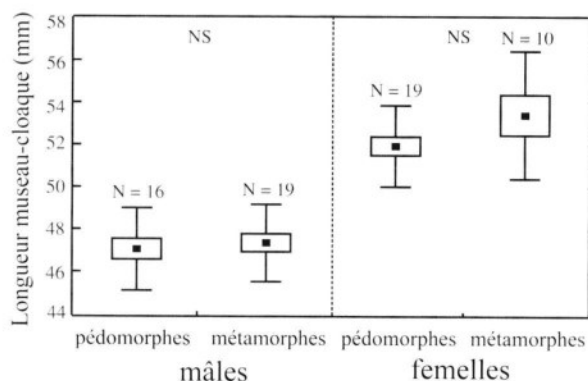 Longueur museau-cloaque (mm)
58
56
54
52
50
48
46
44
NS
NS
N = 16
N = 19
N = 19
N = 10
pédomorphes
métamorphes
pédomorphes
métamorphes
mâles
femelles